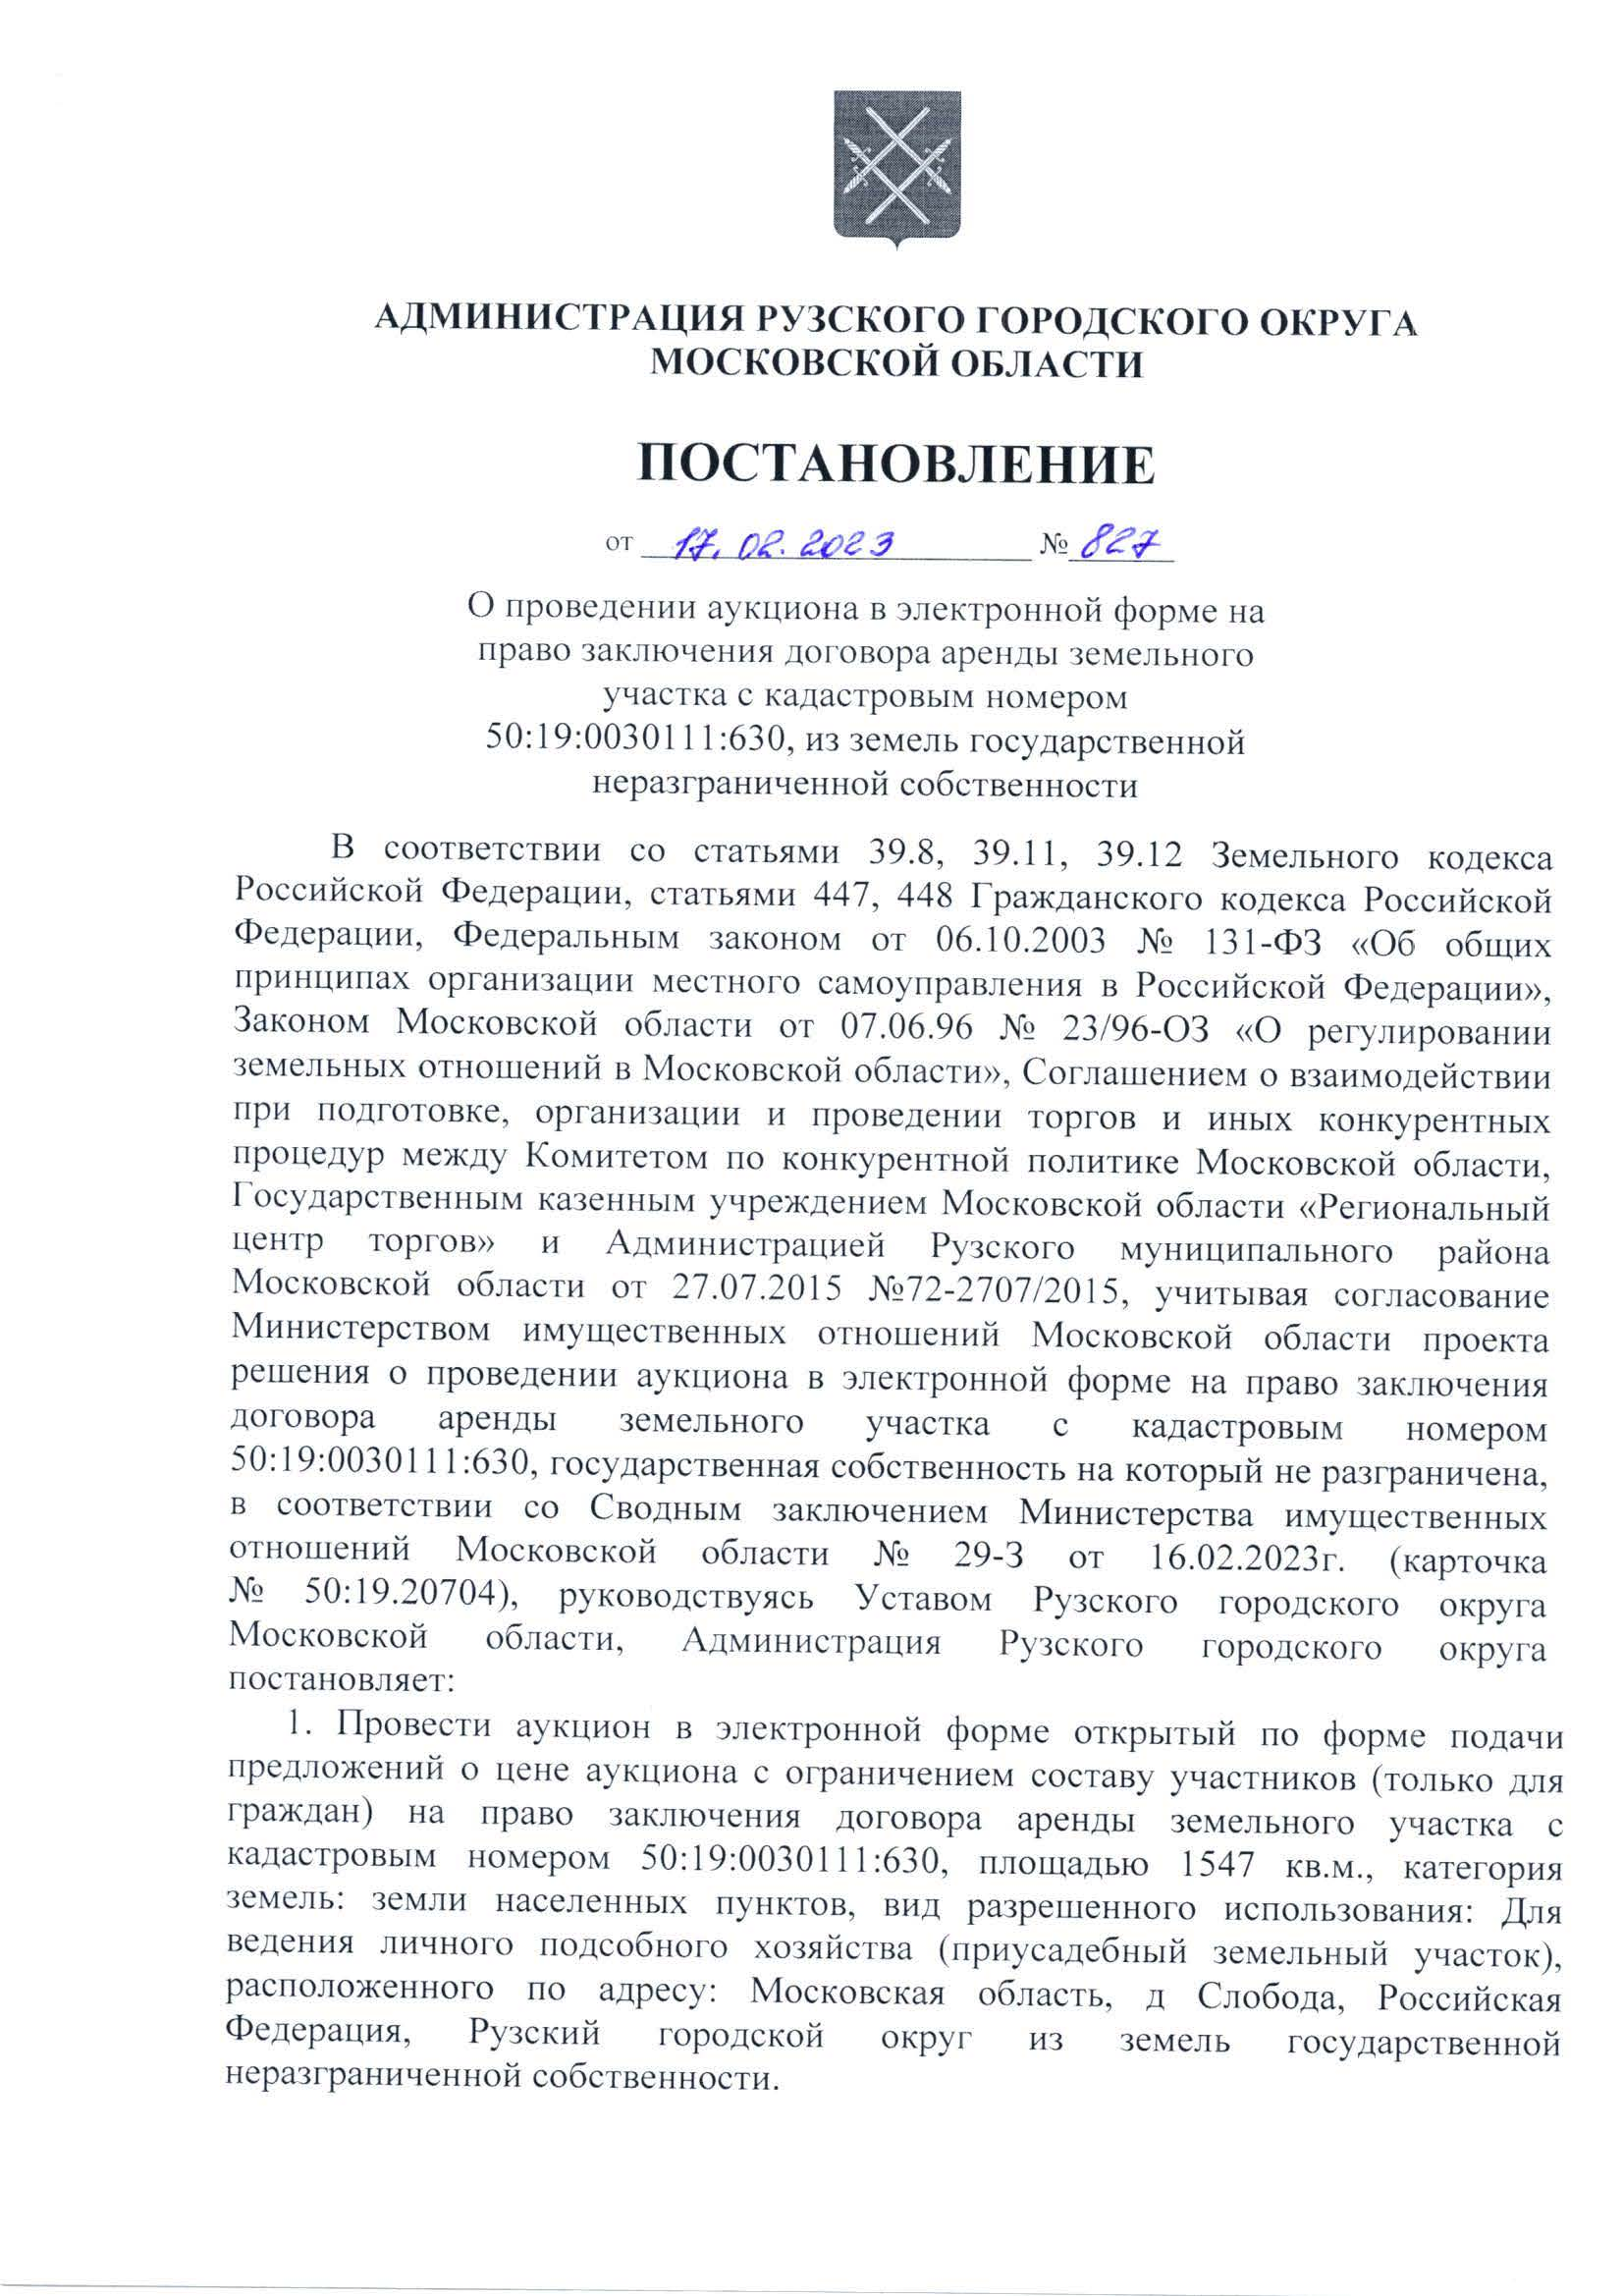 АДМИНИСТРАЦИЯ РУЗСКОГО ГОРОДСКОГО ОКРУГА
МОСКОВСКОЙ ОБЛАСТИ
ПОСТАНОВЛЕНИЕ
от 17.02.2023 № 827
О проведении аукциона в электронной форме на
право заключения договора аренды земельного
участка с кадастровым номером
50:19:0030111:630, из земель государственной
неразграниченной собственности
В соответствии со статьями 39.8, 39.11, 39.12 Земельного кодекса
Российской Федерации, статьями 447, 448 Гражданского кодекса Российской
Федерации, Федеральным законом от 06.10.2003 № 131-ФЗ «Об общих
принципах организации местного самоуправления в Российской Федерации»,
Законом Московской области от 07.06.96 № 23/96-ОЗ «О регулировании
земельных отношений в Московской области», Соглашением о взаимодействии
при подготовке, организации и проведении торгов и иных конкурентных
процедур между Комитетом по конкурентной политике Московской области,
Государственным казенным учреждением Московской области «Региональный
центр торгов» и Администрацией Рузского муниципального района
Московской области от 27.07.2015 №72-2707/2015, учитывая согласование
Министерством имущественных отношений Московской области проекта
решения о проведении аукциона в электронной форме на право заключения
договора аренды земельного участка с кадастровым номером
50:19:0030111:630, государственная собственность на который не разграничена,
в соответствии со Сводным заключением Министерства имущественных
отношений Московской области № 29-З от 16.02.2023г. (карточка
№ 50:19.20704), руководствуясь Уставом Рузского городского округа
Московской области, Администрация Рузского городского округа
постановляет:
1. Провести аукцион в электронной форме открытый по форме подачи
предложений о цене аукциона с ограничением составу участников (только для
граждан) на право заключения договора аренды земельного участка с
кадастровым номером 50:19:0030111:630, площадью 1547 кв.м., категория
земель: земли населенных пунктов, вид разрешенного использования: Для
ведения личного подсобного хозяйства (приусадебный земельный участок),
расположенного по адресу: Московская область, д Слобода, Российская
Федерация, Рузский городской округ из земель государственной
неразграниченной собственности.